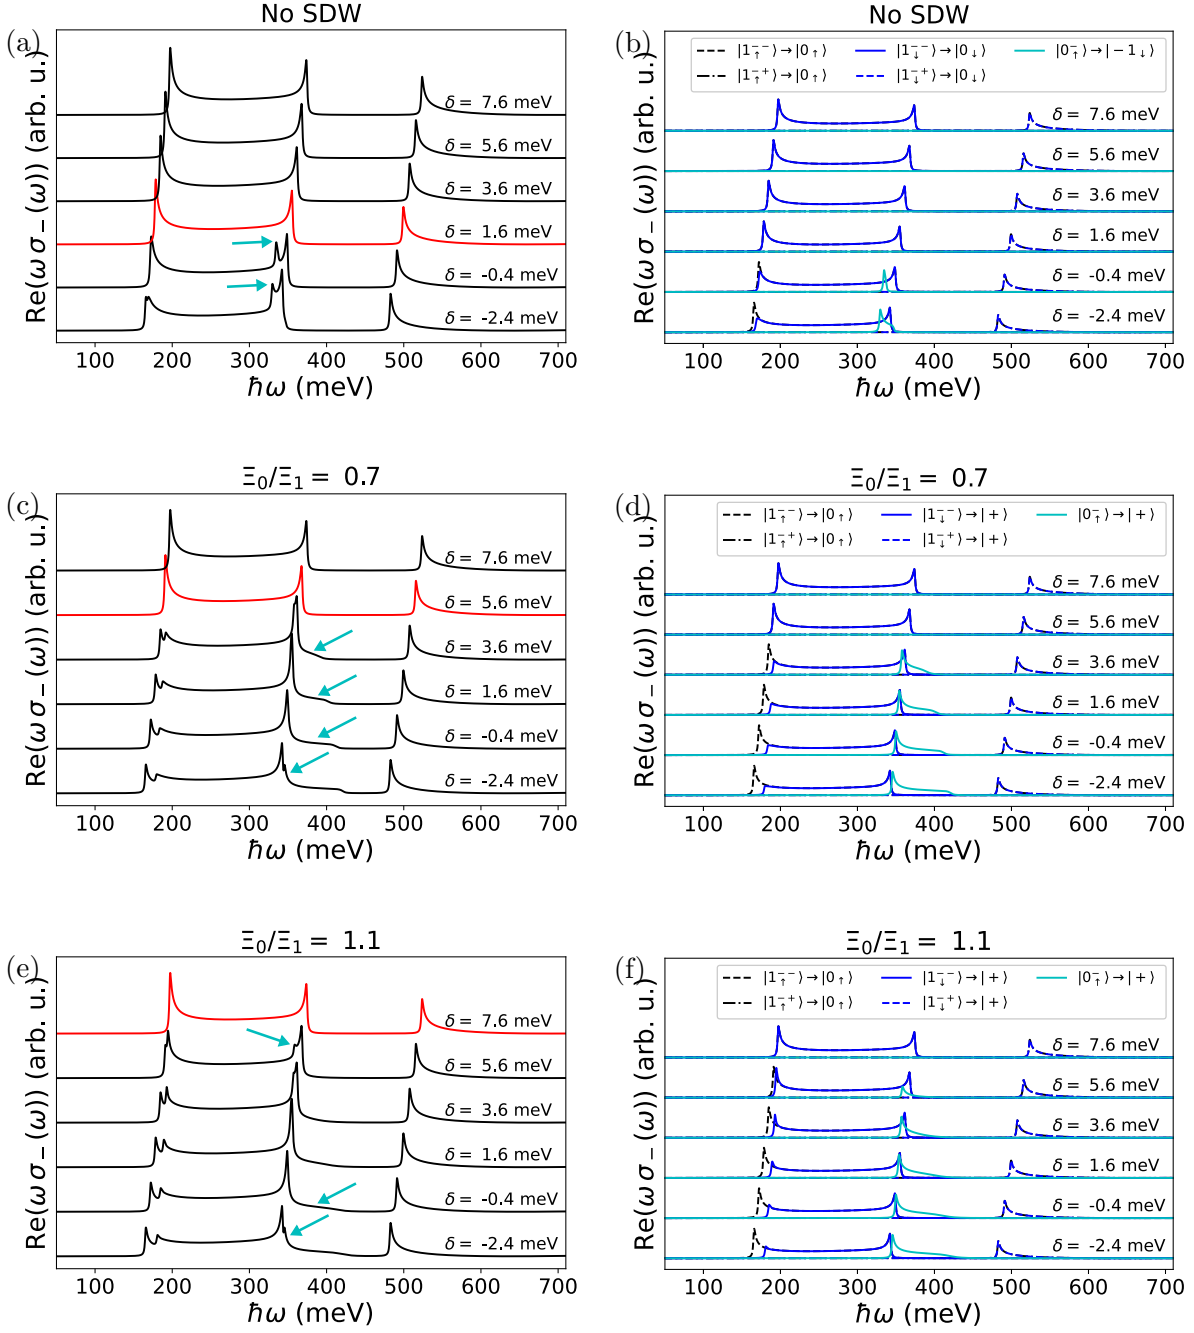 No SDW
(a)
Re(ω σ₋(ω)) (arb. u.)
δ = 7.6 meV
δ = 5.6 meV
δ = 3.6 meV
δ = 1.6 meV
δ = -0.4 meV
δ = -2.4 meV
100 200 300 400 500 600 700
ħω (meV)
No SDW
(b)
|1↑⁻⁻⟩→|0↑⟩ |1↓⁻⁻⟩→|0↓⟩ |0↑⁻⟩→|−1↓⟩
|1↑⁻⁺⟩→|0↑⟩ |1↓⁻⁺⟩→|0↓⟩
Re(ω σ₋(ω)) (arb. u.)
δ = 7.6 meV
δ = 5.6 meV
δ = 3.6 meV
δ = 1.6 meV
δ = -0.4 meV
δ = -2.4 meV
100 200 300 400 500 600 700
ħω (meV)
Ξ₀/Ξ₁ = 0.7
(c)
Re(ω σ₋(ω)) (arb. u.)
δ = 7.6 meV
δ = 5.6 meV
δ = 3.6 meV
δ = 1.6 meV
δ = -0.4 meV
δ = -2.4 meV
100 200 300 400 500 600 700
ħω (meV)
Ξ₀/Ξ₁ = 0.7
(d)
|1↑⁻⁻⟩→|0↑⟩ |1↓⁻⁻⟩→|+⟩ |0↑⁻⟩→|+⟩
|1↑⁻⁺⟩→|0↑⟩ |1↓⁻⁺⟩→|+⟩
Re(ω σ₋(ω)) (arb. u.)
δ = 7.6 meV
δ = 5.6 meV
δ = 3.6 meV
δ = 1.6 meV
δ = -0.4 meV
δ = -2.4 meV
100 200 300 400 500 600 700
ħω (meV)
Ξ₀/Ξ₁ = 1.1
(e)
Re(ω σ₋(ω)) (arb. u.)
δ = 7.6 meV
δ = 5.6 meV
δ = 3.6 meV
δ = 1.6 meV
δ = -0.4 meV
δ = -2.4 meV
100 200 300 400 500 600 700
ħω (meV)
Ξ₀/Ξ₁ = 1.1
(f)
|1↑⁻⁻⟩→|0↑⟩ |1↓⁻⁻⟩→|+⟩ |0↑⁻⟩→|+⟩
|1↑⁻⁺⟩→|0↑⟩ |1↓⁻⁺⟩→|+⟩
Re(ω σ₋(ω)) (arb. u.)
δ = 7.6 meV
δ = 5.6 meV
δ = 3.6 meV
δ = 1.6 meV
δ = -0.4 meV
δ = -2.4 meV
100 200 300 400 500 600 700
ħω (meV)